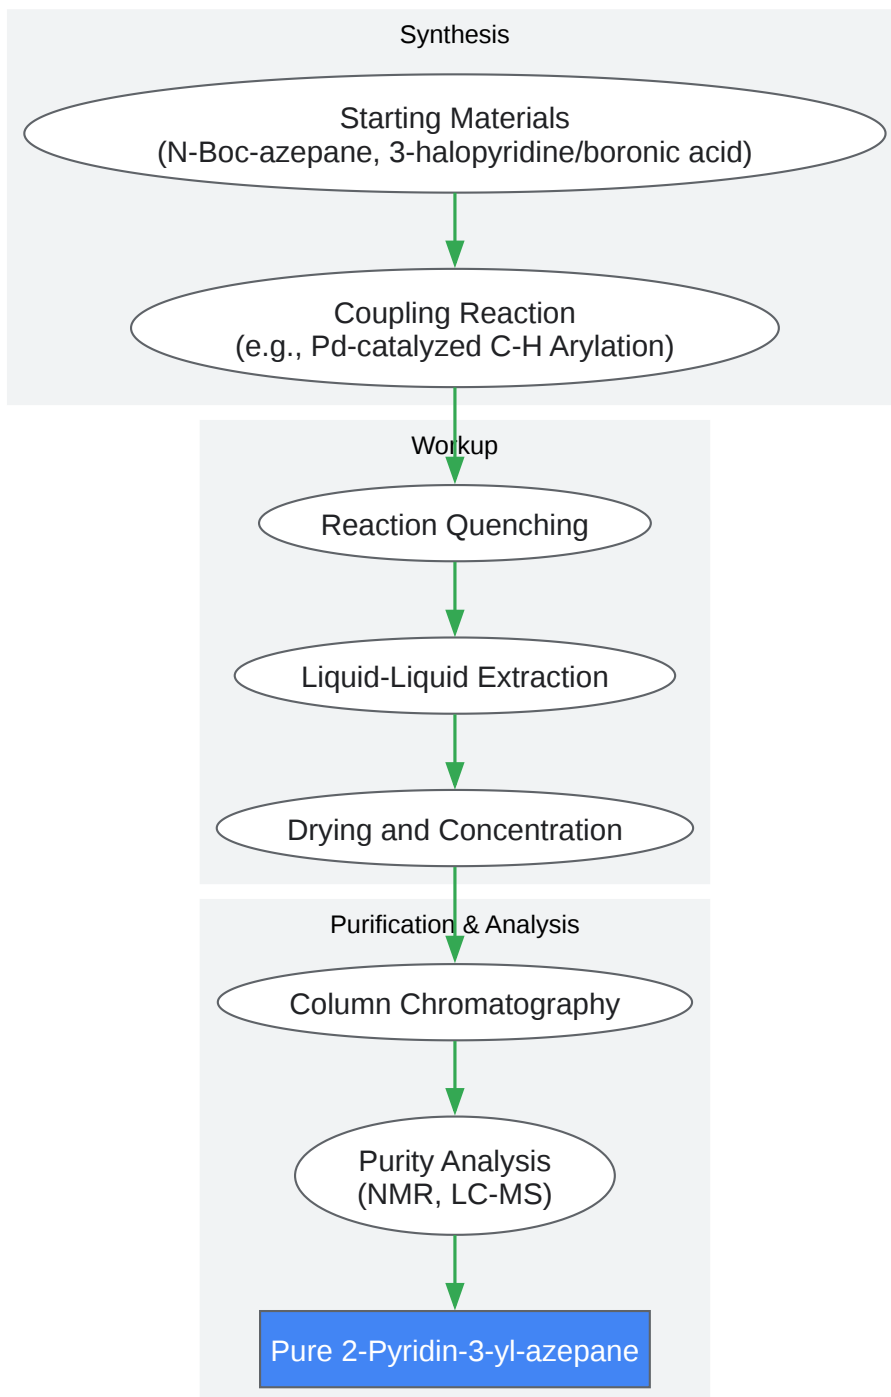 Synthesis
Starting Materials
(N-Boc-azepane, 3-halopyridine/boronic acid)
Coupling Reaction
(e.g., Pd-catalyzed C-H Arylation)
Workup
Reaction Quenching
Liquid-Liquid Extraction
Drying and Concentration
Purification & Analysis
Column Chromatography
Purity Analysis
(NMR, LC-MS)
Pure 2-Pyridin-3-yl-azepane